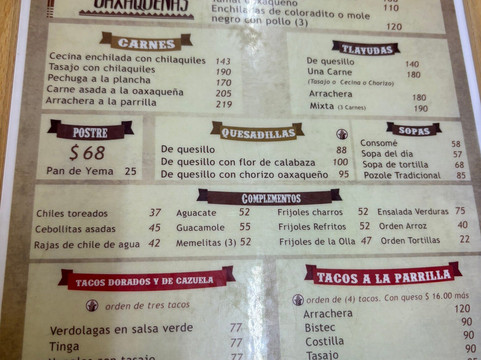 OAXAQUEÑAS
Enchiladas de coloradito o mole 110
negro con pollo (3) 120
CARNES
Cecina enchilada con chilaquiles 143
Tasajo con chilaquiles 190
Pechuga a la plancha 170
Carne asada a la oaxaqueña 205
Arrachera a la parrilla 219
TLAYUDAS
De quesillo 140
Una Carne 180
(Tasajo o Cecina o Chorizo)
Arrachera 180
Mixta (3 Carnes) 190
POSTRE
$68
Pan de Yema 25
QUESADILLAS
De quesillo 88
De quesillo con flor de calabaza 100
De quesillo con chorizo oaxaqueño 95
SOPAS
Consomé 58
Sopa del día 57
Sopa de tortilla 68
Pozole Tradicional 85
COMPLEMENTOS
Chiles toreados 37
Cebollitas asadas 45
Rajas de chile de agua 42
Aguacate 52
Guacamole 55
Memelitas (3) 52
Frijoles charros 52
Frijoles Refritos 52
Frijoles de la Olla 47
Ensalada Verduras 75
Orden Arroz 40
Orden Tortillas 22
TACOS DORADOS Y DE CAZUELA
orden de tres tacos
Verdolagas en salsa verde 77
Tinga 77
con tasajo 77
TACOS A LA PARRILLA
orden de (4) tacos. Con queso $ 16.00 más
Arrachera 120
Bistec 90
Costilla 90
Tasajo 90